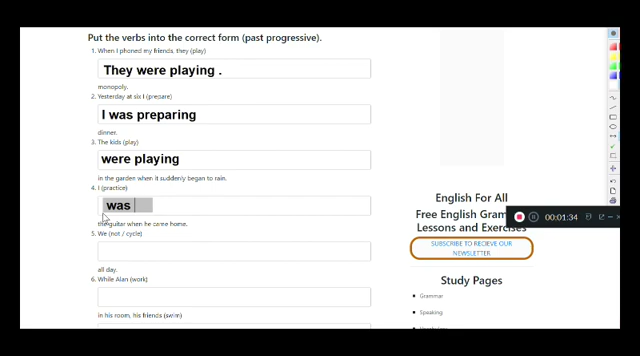 Put the verbs into the correct form (past progressive).
1. When I phoned my friends, they (play)
They were playing .
monopoly.
2. Yesterday at six I (prepare)
I was preparing
dinner.
3. The kids (play)
were playing
in the garden when it suddenly began to rain.
4. I (practice)
was
the guitar when he came home.
5. We (not / cycle)
all day.
6. While Alan (work)
in his room, his friends (swim)
English For All
Free English Gram
Lessons and Exercises
SUBSCRIBE TO RECIEVE OUR
NEWSLETTER
Study Pages
Grammar
Speaking
00:01:34